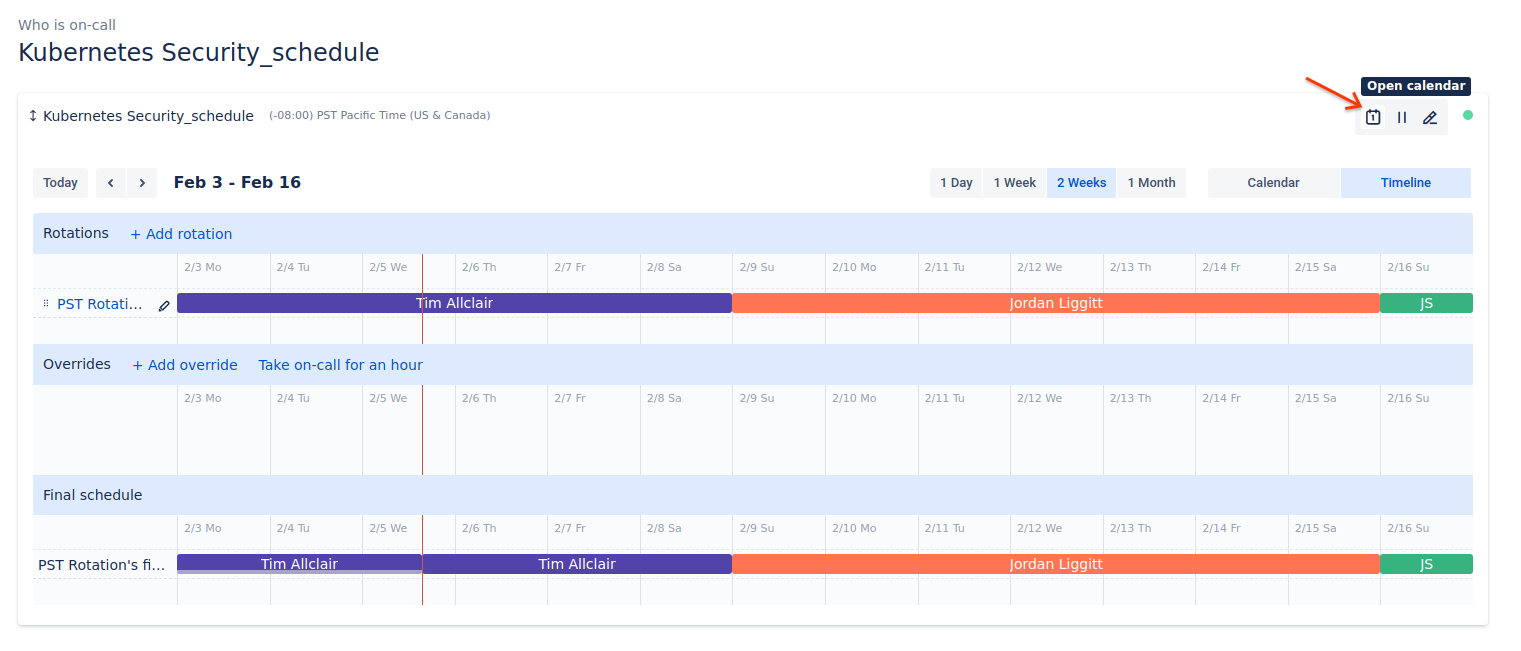 Who is on-call
Kubernetes Security_schedule
Open calendar
Kubernetes Security_schedule (-08:00) PST Pacific Time (US & Canada)
1
Today Feb 3 - Feb 16 1 Day 1 Week 2 Weeks 1 Month Calendar Timeline
Rotations + Add rotation
2/3 Mo 2/4 Tu 2/5 We 2/6 Th 2/7 Fr 2/8 Sa 2/9 Su 2/10 Mo 2/11 Tu 2/12 We 2/13 Th 2/14 Fr 2/15 Sa 2/16 Su
PST Rotati... Tim Allclair Jordan Liggitt JS
Overrides + Add override Take on-call for an hour
2/3 Mo 2/4 Tu 2/5 We 2/6 Th 2/7 Fr 2/8 Sa 2/9 Su 2/10 Mo 2/11 Tu 2/12 We 2/13 Th 2/14 Fr 2/15 Sa 2/16 Su
Final schedule
2/3 Mo 2/4 Tu 2/5 We 2/6 Th 2/7 Fr 2/8 Sa 2/9 Su 2/10 Mo 2/11 Tu 2/12 We 2/13 Th 2/14 Fr 2/15 Sa 2/16 Su
PST Rotation's fi... Tim Allclair Tim Allclair Jordan Liggitt JS